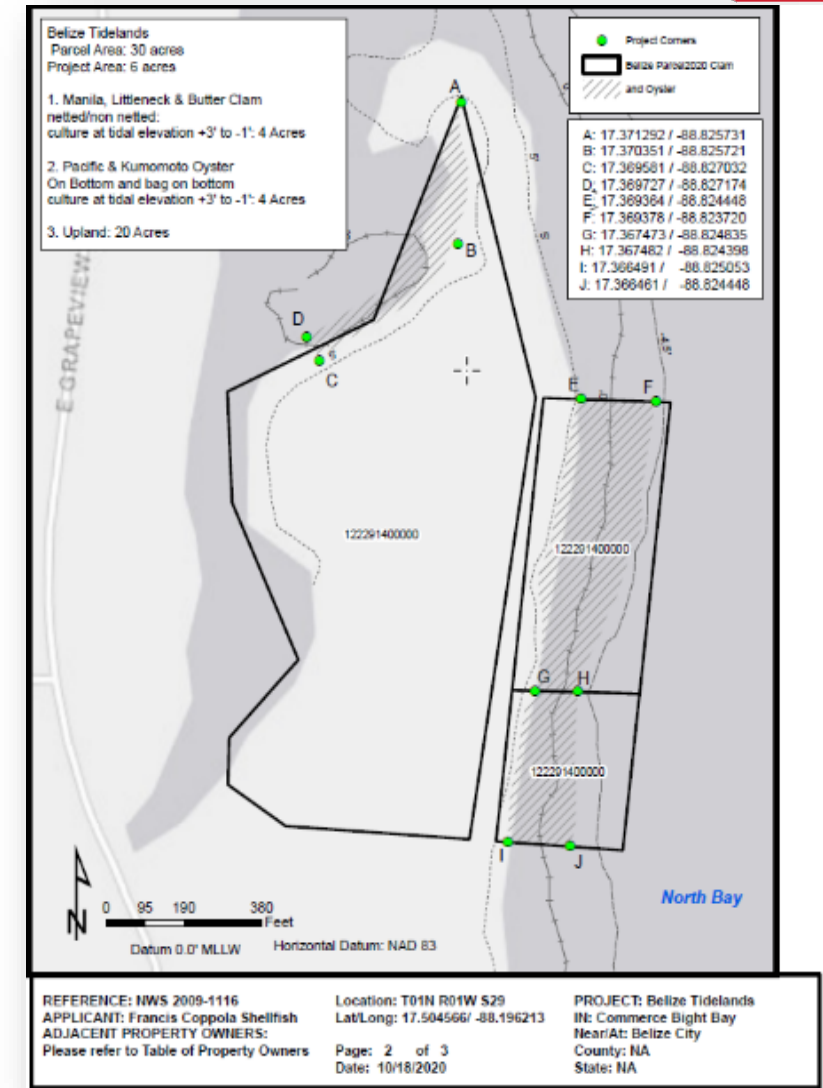 Belize Tidelands
Parcel Area: 30 acres
Project Area: 6 acres
1. Manila, Littleneck & Butter Clam
netted/non netted:
culture at tidal elevation +3' to -1': 4 Acres
2. Pacific & Kumomoto Oyster
On Bottom and bag on bottom
culture at tidal elevation +3' to -1': 4 Acres
3. Upland: 20 Acres
Project Corners
Belize Parcel2020 Clam
and Oyster
A: 17.371292 / -88.825731
B: 17.370351 / -88.825721
C: 17.369581 / -88.827032
D: 17.369727 / -88.827174
E: 17.369364 / -88.824448
F: 17.369378 / -88.823720
G: 17.367473 / -88.824835
H: 17.367482 / -88.824398
I: 17.366491 / -88.825053
J: 17.366461 / -88.824448
E GRAPEVIEW
A
B
D
C
E
F
5'
-4.5'
122291400000
122291400000
G
H
122291400000
I
J
North Bay
N
0 95 190 380
Feet
Datum 0.0' MLLW
Horizontal Datum: NAD 83
REFERENCE: NWS 2009-1116
APPLICANT: Francis Coppola Shellfish
ADJACENT PROPERTY OWNERS:
Please refer to Table of Property Owners
Location: T01N R01W S29
Lat/Long: 17.504566/ -88.196213
Page: 2 of 3
Date: 10/18/2020
PROJECT: Belize Tidelands
IN: Commerce Bight Bay
Near/At: Belize City
County: NA
State: NA